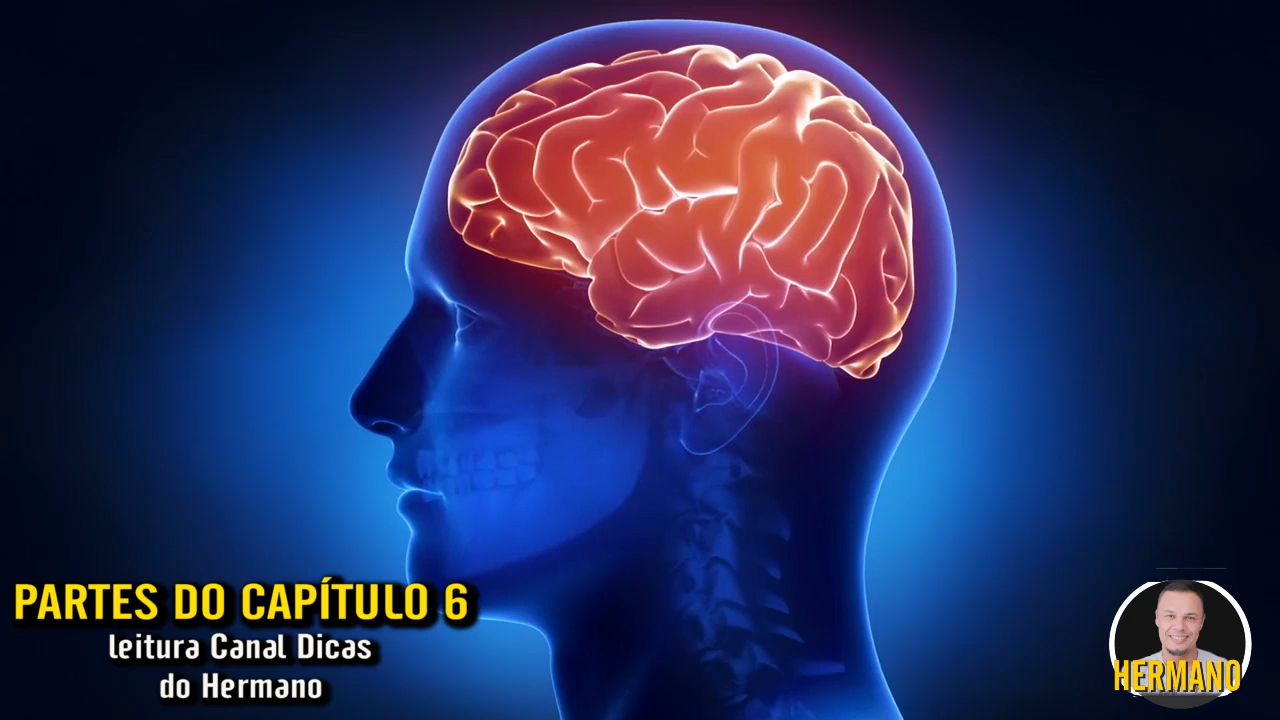 PARTES DO CAPÍTULO 6
leitura Canal Dicas
do Hermano
HERMANO